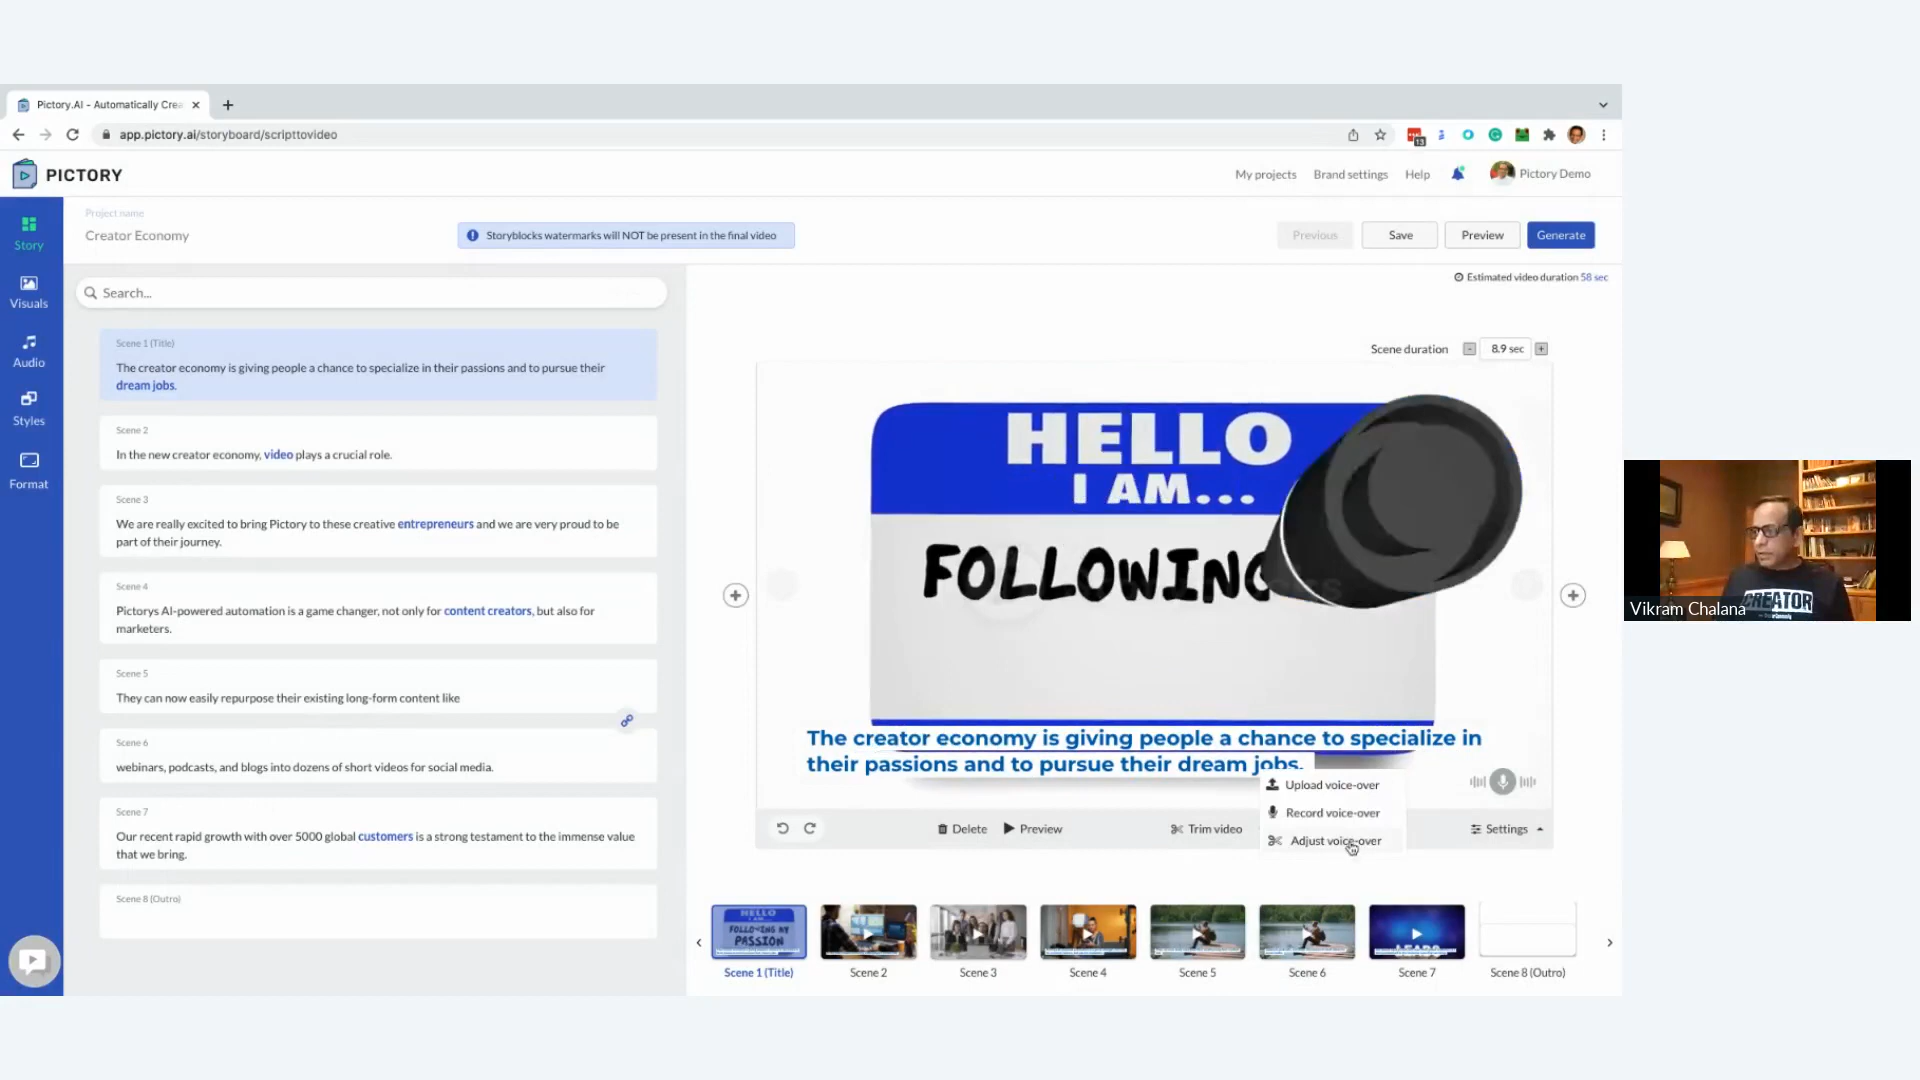 Pictory.AI - Automatically Crea
app.pictory.ai/storyboard/scripttovideo
13
PICTORY
My projects
Brand settings
Help
Pictory Demo
Story
Visuals
Audio
Styles
Format
Project name
Creator Economy
Storyblocks watermarks will NOT be present in the final video
Previous
Save
Preview
Generate
Estimated video duration 58 sec
Search...
Scene 1 (Title)
The creator economy is giving people a chance to specialize in their passions and to pursue their
dream jobs.
Scene 2
In the new creator economy, video plays a crucial role.
Scene 3
We are really excited to bring Pictory to these creative entrepreneurs and we are very proud to be
part of their journey.
Scene 4
Pictorys AI-powered automation is a game changer, not only for content creators, but also for
marketers.
Scene 5
They can now easily repurpose their existing long-form content like
Scene 6
webinars, podcasts, and blogs into dozens of short videos for social media.
Scene 7
Our recent rapid growth with over 5000 global customers is a strong testament to the immense value
that we bring.
Scene 8 (Outro)
Scene duration
-
8.9 sec
+
HELLO
I AM...
FOLLOWING
The creator economy is giving people a chance to specialize in
their passions and to pursue their dream jobs.
Upload voice-over
Record voice-over
Adjust voice-over
Delete
Preview
Trim video
Settings
HELLO
I AM...
FOLLOWING MY
PASSION
Scene 1 (Title)
Scene 2
Scene 3
Scene 4
Scene 5
Scene 6
Scene 7
Scene 8 (Outro)
CREATOR
Vikram Chalana